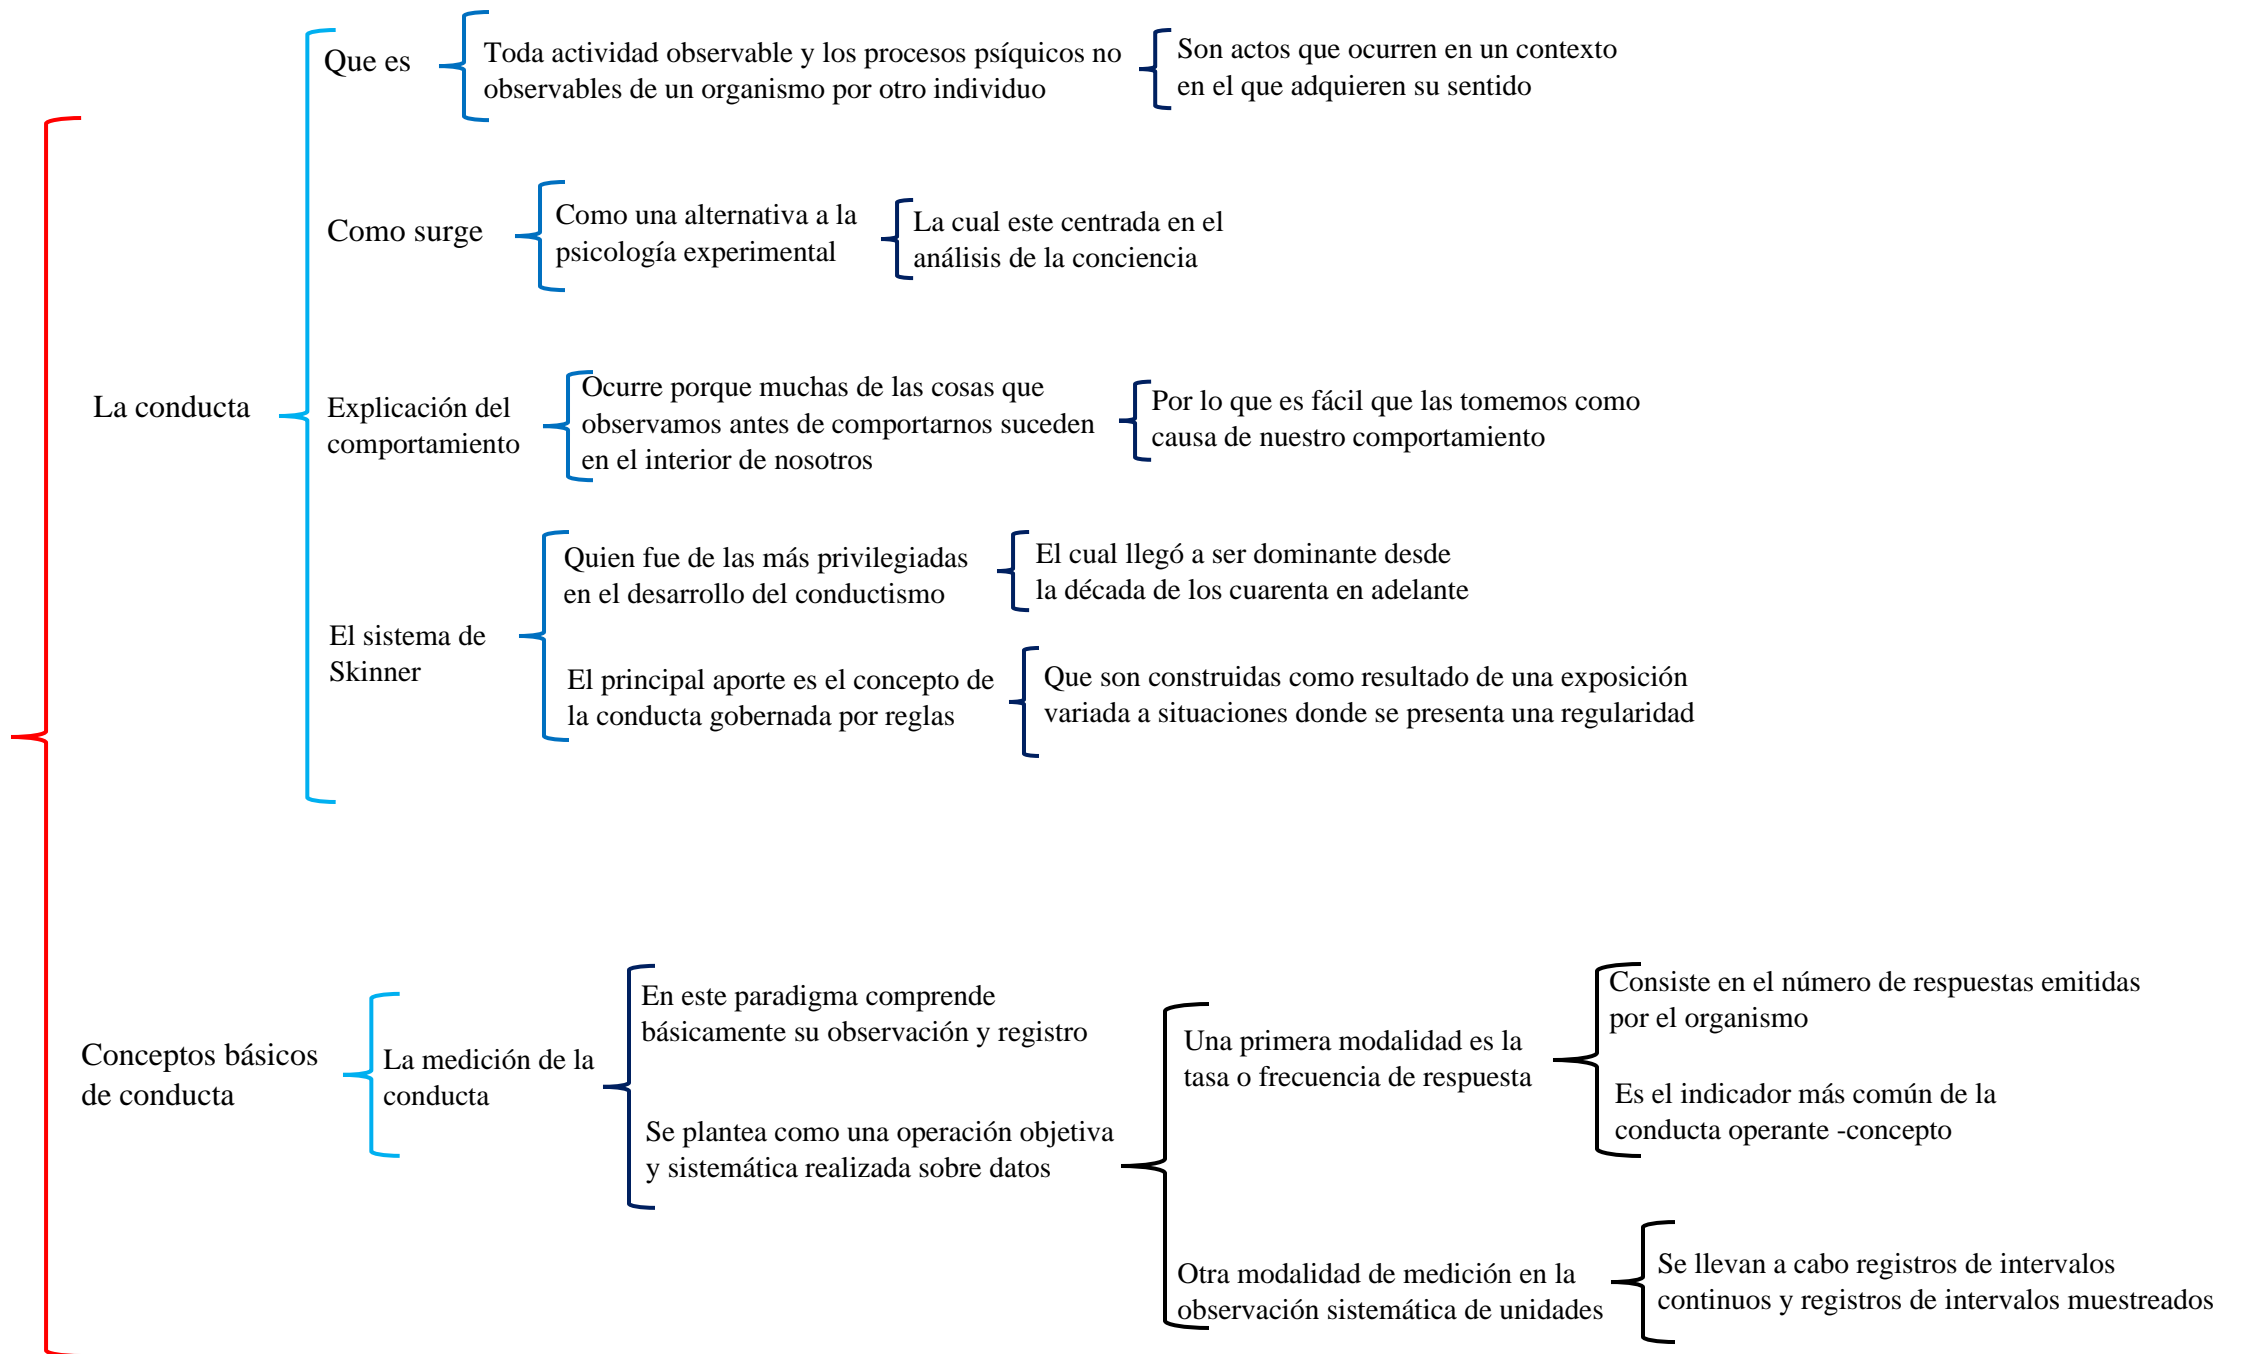 Que es
Toda actividad observable y los procesos psíquicos no
observables de un organismo por otro individuo
Son actos que ocurren en un contexto
en el que adquieren su sentido
Como surge
Como una alternativa a la
psicología experimental
La cual este centrada en el
análisis de la conciencia
La conducta
Explicación del
comportamiento
Ocurre porque muchas de las cosas que
observamos antes de comportarnos suceden
en el interior de nosotros
Por lo que es fácil que las tomemos como
causa de nuestro comportamiento
El sistema de
Skinner
Quien fue de las más privilegiadas
en el desarrollo del conductismo
El cual llegó a ser dominante desde
la década de los cuarenta en adelante
El principal aporte es el concepto de
la conducta gobernada por reglas
Que son construidas como resultado de una exposición
variada a situaciones donde se presenta una regularidad
Conceptos básicos
de conducta
La medición de la
conducta
En este paradigma comprende
básicamente su observación y registro
Se plantea como una operación objetiva
y sistemática realizada sobre datos
Una primera modalidad es la
tasa o frecuencia de respuesta
Consiste en el número de respuestas emitidas
por el organismo
Es el indicador más común de la
conducta operante -concepto
Otra modalidad de medición en la
observación sistemática de unidades
Se llevan a cabo registros de intervalos
continuos y registros de intervalos muestreados